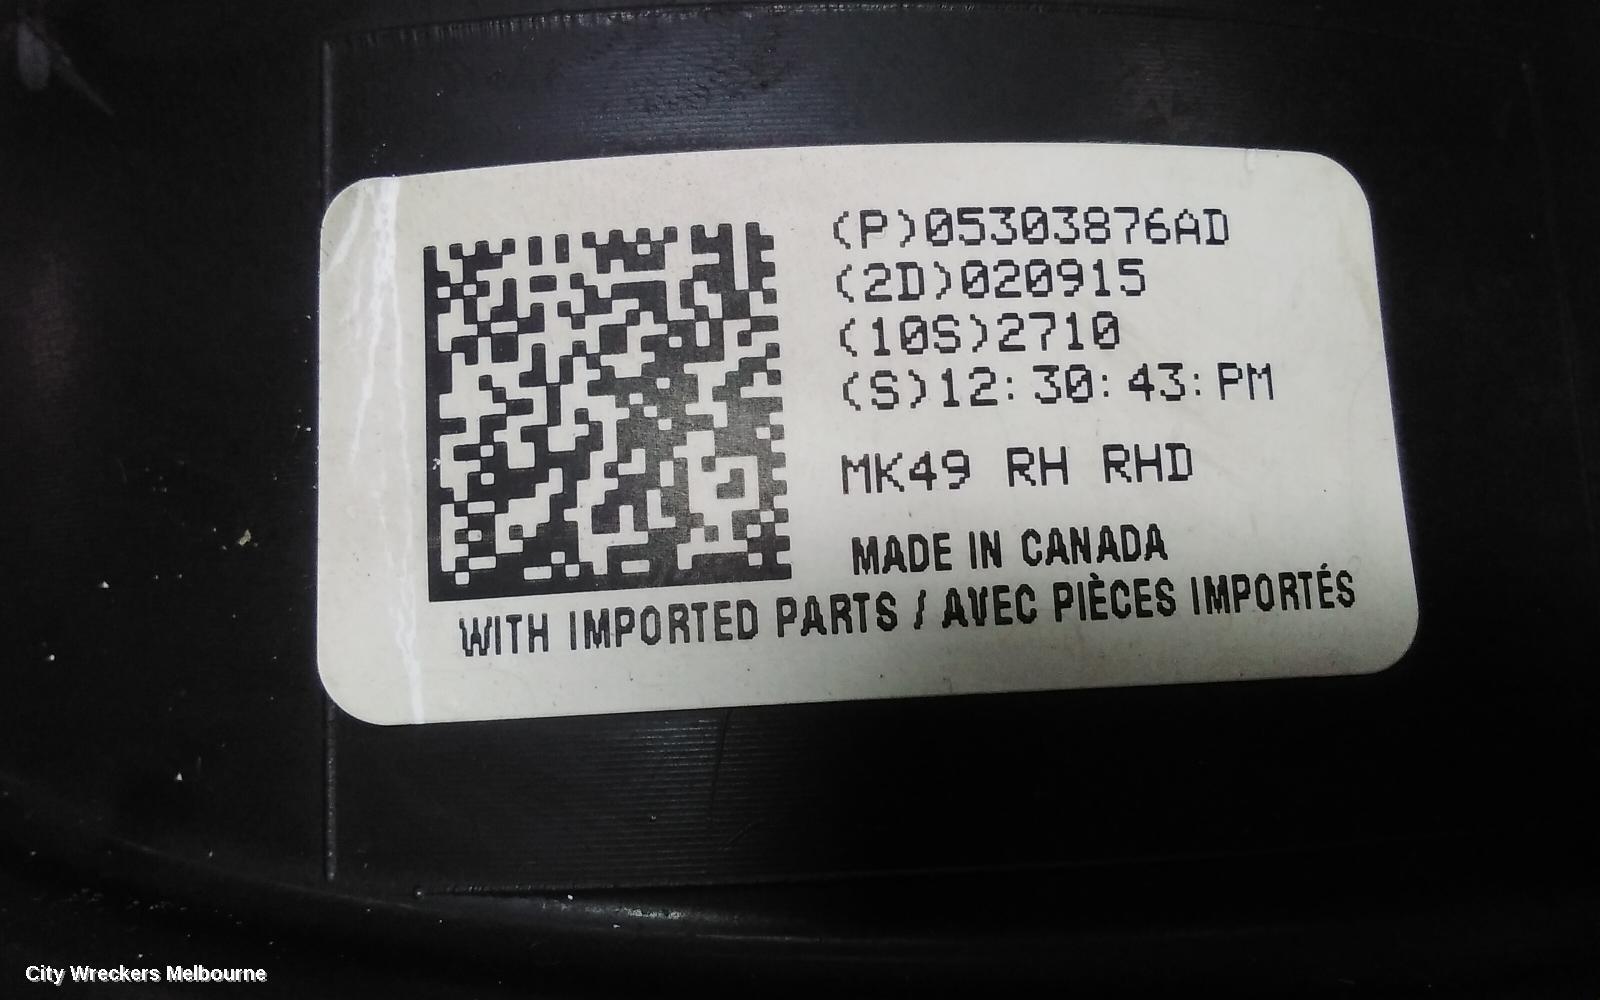 (P)05303876AD
(2D)020915
(10S)2710
(S)12:30:43:PM
MK49 RH RHD
MADE IN CANADA
WITH IMPORTED PARTS / AVEC PIÈCES IMPORTÉS
City Wreckers Melbourne